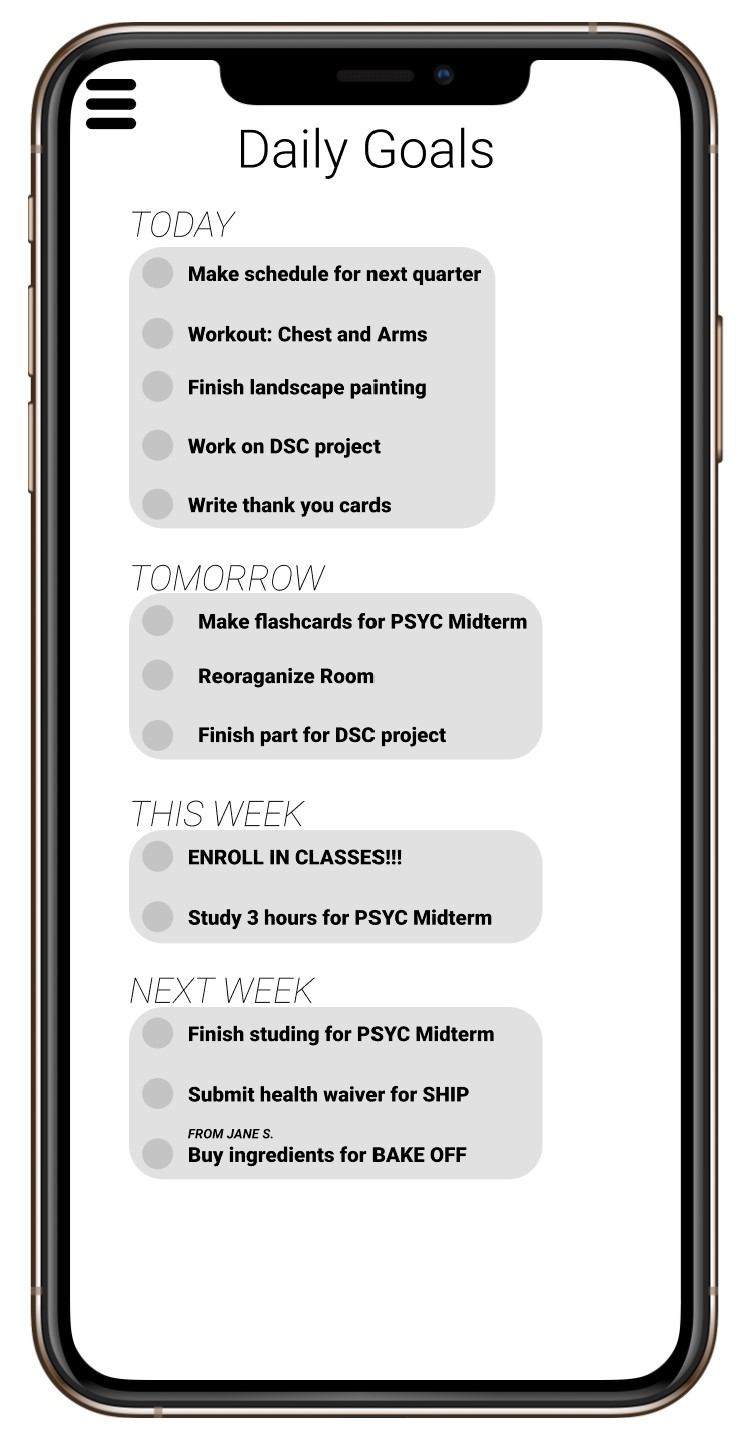 Daily Goals
TODAY
Make schedule for next quarter
Workout: Chest and Arms
Finish landscape painting
Work on DSC project
Write thank you cards
TOMORROW
Make flashcards for PSYC Midterm
Reoraganize Room
Finish part for DSC project
THIS WEEK
ENROLL IN CLASSES!!!
Study 3 hours for PSYC Midterm
NEXT WEEK
Finish studing for PSYC Midterm
Submit health waiver for SHIP
FROM JANE S.
Buy ingredients for BAKE OFF